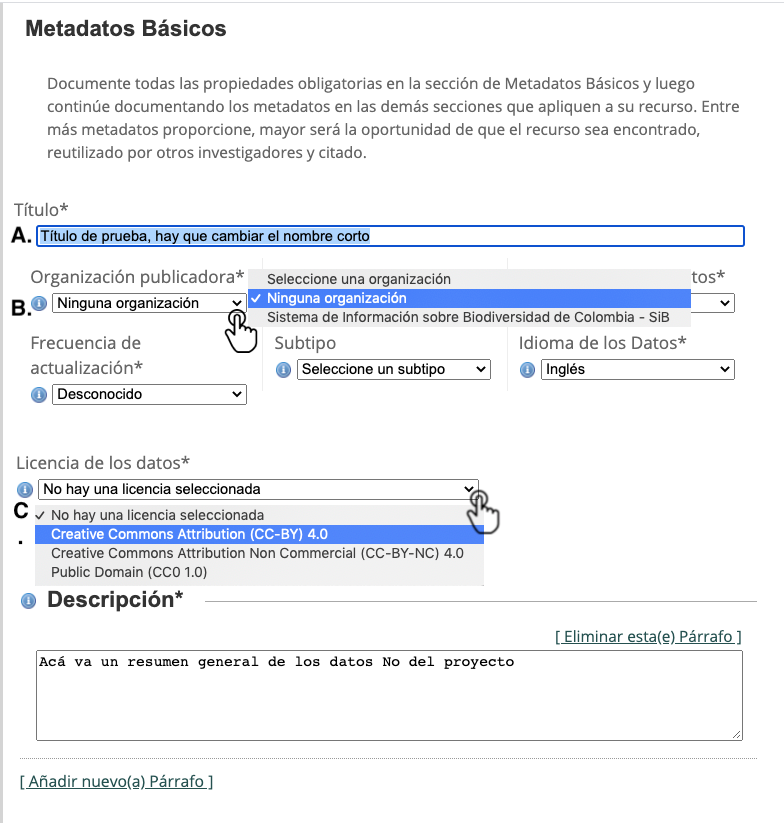 Metadatos Básicos
Documente todas las propiedades obligatorias en la sección de Metadatos Básicos y luego
continúe documentando los metadatos en las demás secciones que apliquen a su recurso. Entre
más metadatos proporcione, mayor será la oportunidad de que el recurso sea encontrado,
reutilizado por otros investigadores y citado.
Título*
A. Título de prueba, hay que cambiar el nombre corto
Organización publicadora*
tos*
B. Ninguna organización
Seleccione una organización
✓ Ninguna organización
Sistema de Información sobre Biodiversidad de Colombia - SiB
Frecuencia de
actualización*
Desconocido
Subtipo
Seleccione un subtipo
Idioma de los Datos*
Inglés
Licencia de los datos*
No hay una licencia seleccionada
C
.
✓ No hay una licencia seleccionada
Creative Commons Attribution (CC-BY) 4.0
Creative Commons Attribution Non Commercial (CC-BY-NC) 4.0
Public Domain (CC0 1.0)
Descripción*
[ Eliminar esta(e) Párrafo ]
Acá va un resumen general de los datos No del proyecto
[ Añadir nuevo(a) Párrafo ]